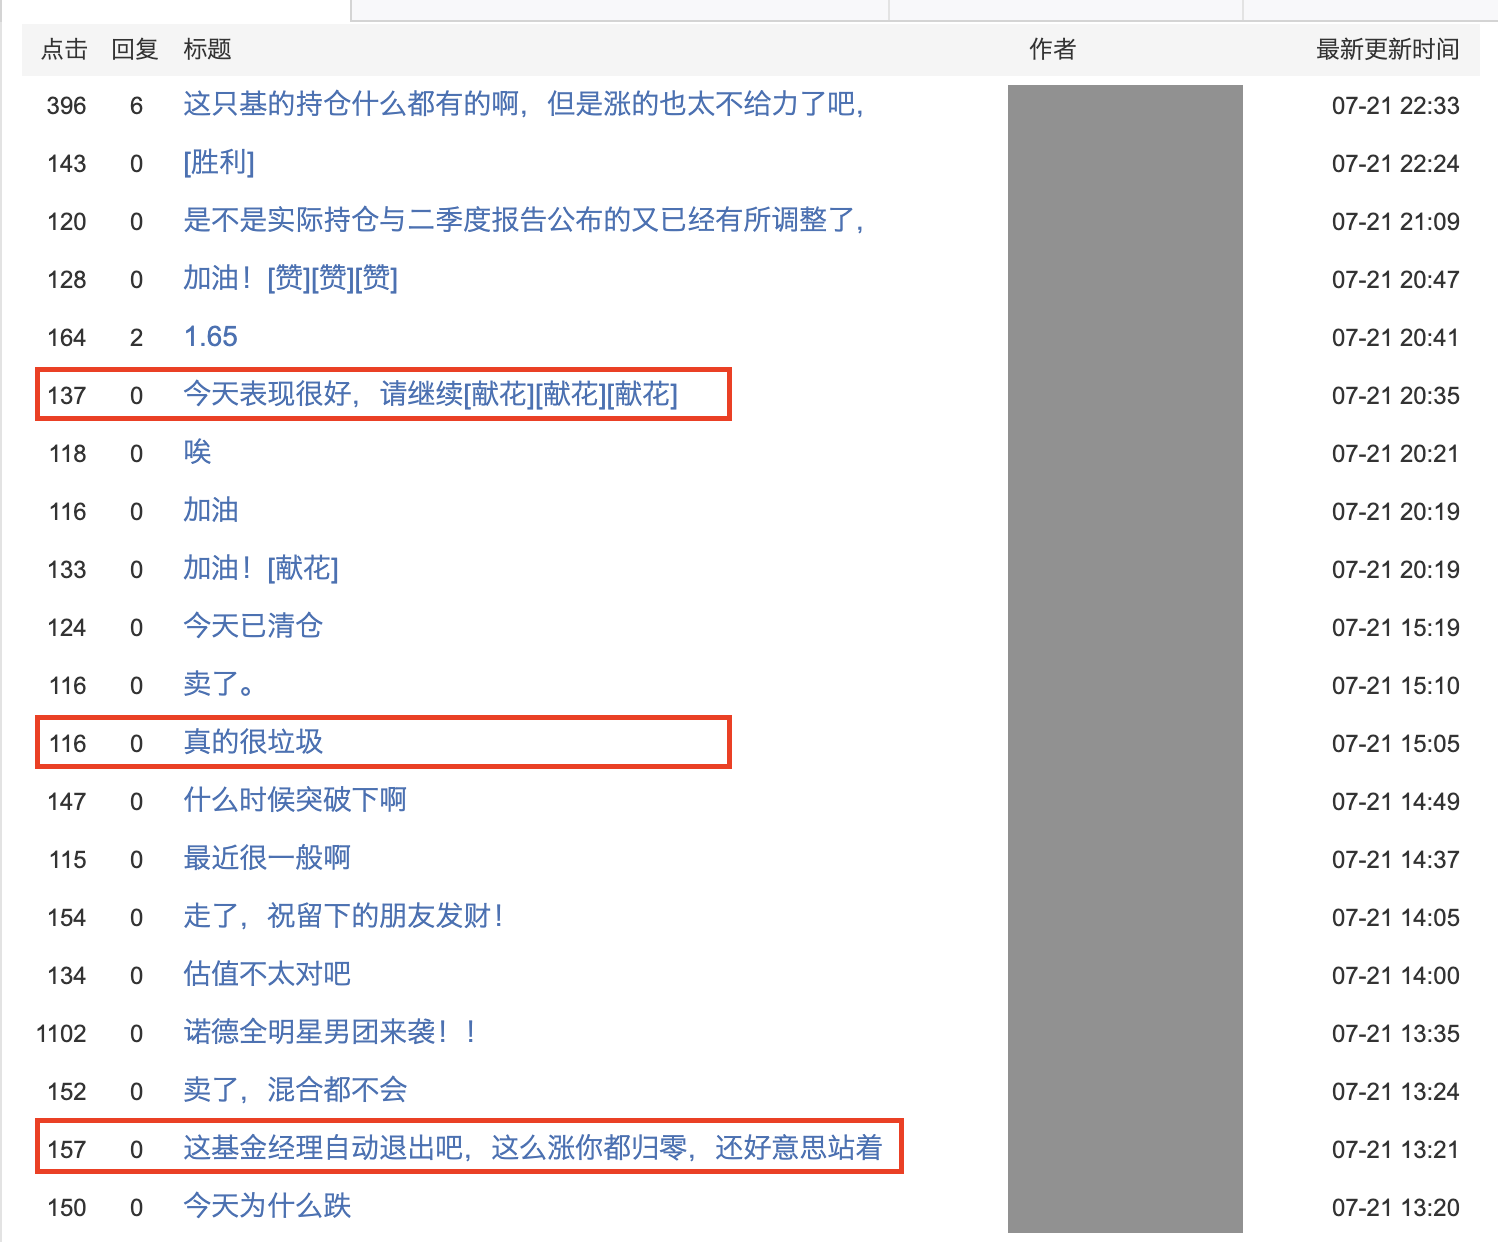 点击 回复 标题 作者 最新更新时间
396 6 这只基的持仓什么都有的啊，但是涨的也太不给力了吧， 07-21 22:33
143 0 [胜利] 07-21 22:24
120 0 是不是实际持仓与二季度报告公布的又已经有所调整了， 07-21 21:09
128 0 加油！[赞][赞][赞] 07-21 20:47
164 2 1.65 07-21 20:41
137 0 今天表现很好，请继续[献花][献花][献花] 07-21 20:35
118 0 唉 07-21 20:21
116 0 加油 07-21 20:19
133 0 加油！[献花] 07-21 20:19
124 0 今天已清仓 07-21 15:19
116 0 卖了。 07-21 15:10
116 0 真的很垃圾 07-21 15:05
147 0 什么时候突破下啊 07-21 14:49
115 0 最近很一般啊 07-21 14:37
154 0 走了，祝留下的朋友发财！ 07-21 14:05
134 0 估值不太对吧 07-21 14:00
1102 0 诺德全明星男团来袭！！ 07-21 13:35
152 0 卖了，混合都不会 07-21 13:24
157 0 这基金经理自动退出吧，这么涨你都归零，还好意思站着 07-21 13:21
150 0 今天为什么跌 07-21 13:20